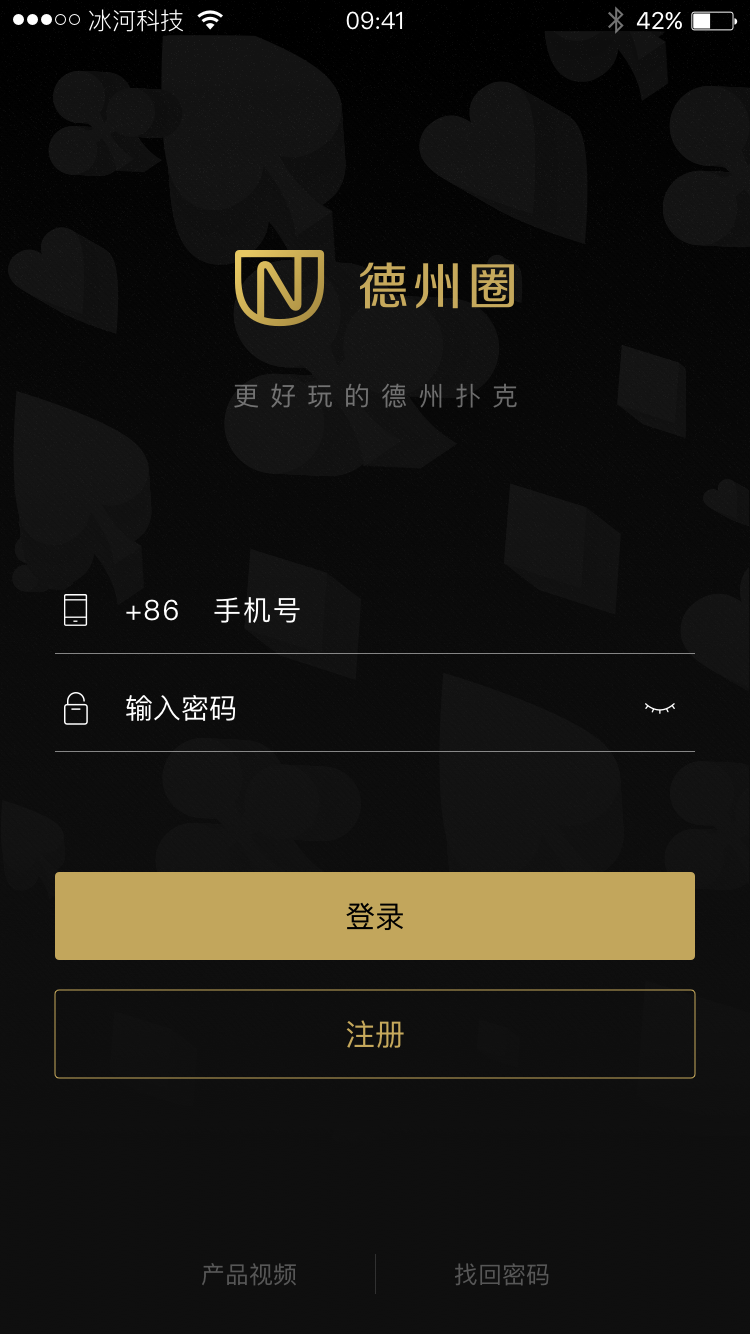 冰河科技 09:41 42%
德州圈
更好玩的德州扑克
+86 手机号
输入密码
登录
注册
产品视频 找回密码